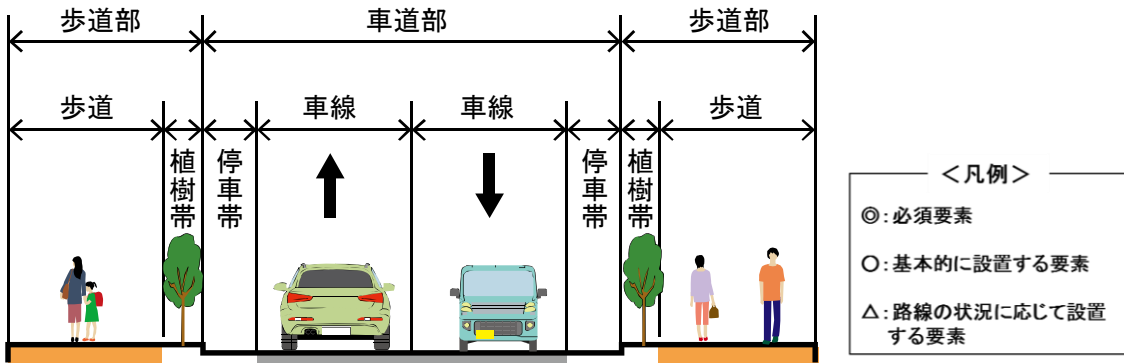 歩道部 車道部 歩道部
歩道 車線 車線 歩道
植樹帯
停車帯
停車帯
植樹帯
＜凡例＞
◎：必須要素
○：基本的に設置する要素
△：路線の状況に応じて設置
する要素